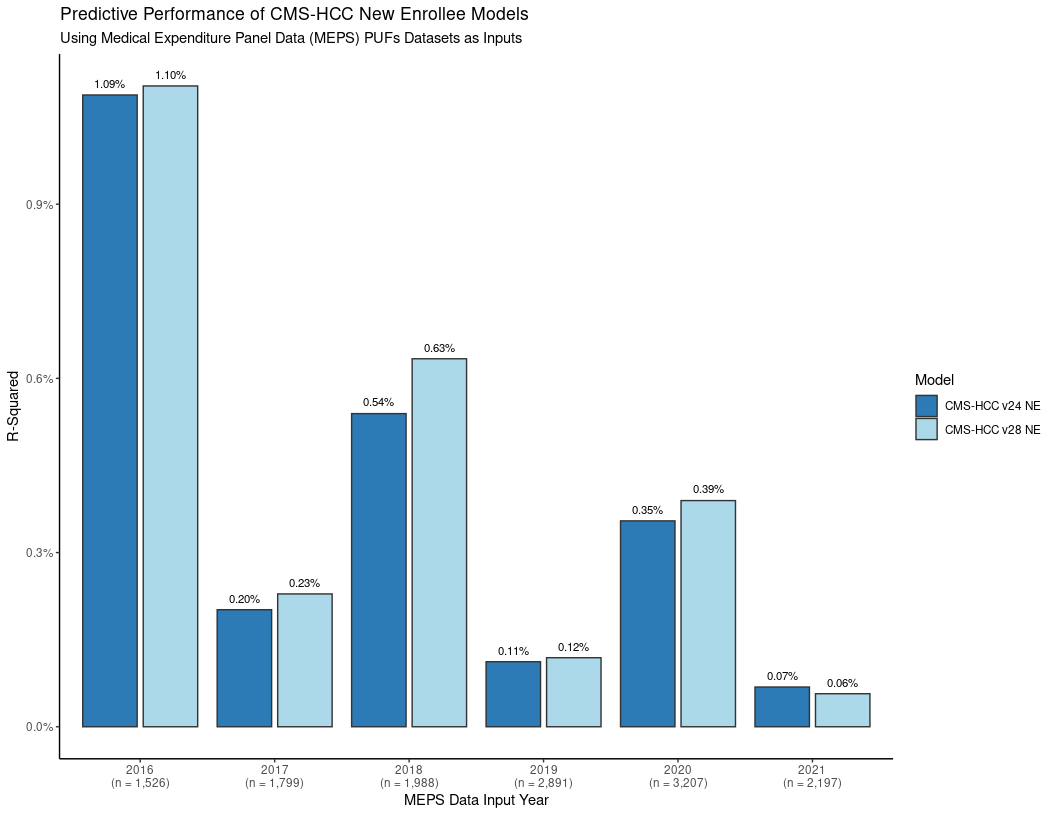 Predictive Performance of CMS-HCC New Enrollee Models
Using Medical Expenditure Panel Data (MEPS) PUFs Datasets as Inputs
R-Squared
0.9%
0.6%
0.3%
0.0%
1.09%
1.10%
0.20%
0.23%
0.54%
0.63%
0.11%
0.12%
0.35%
0.39%
0.07%
0.06%
2016
(n = 1,526)
2017
(n = 1,799)
2018
(n = 1,988)
2019
(n = 2,891)
2020
(n = 3,207)
2021
(n = 2,197)
MEPS Data Input Year
Model
CMS-HCC v24 NE
CMS-HCC v28 NE